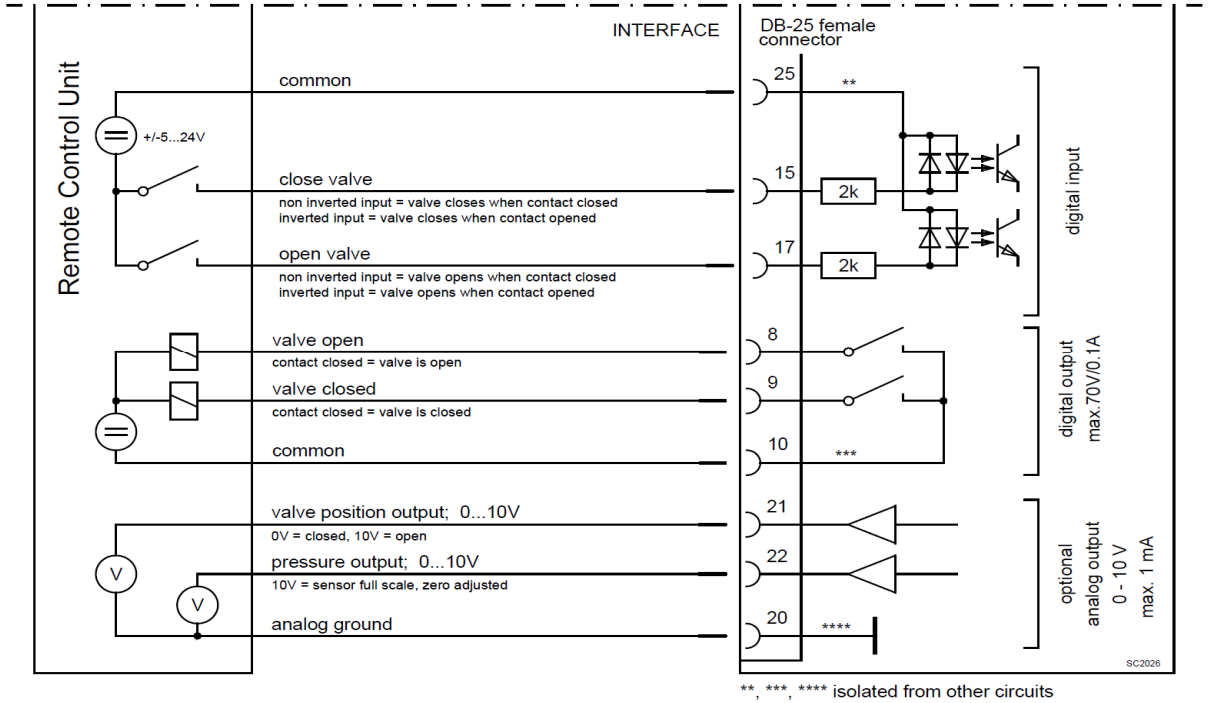 INTERFACE
DB-25 female
connector
Remote Control Unit
common
25
**
+/-5...24V
close valve
15
non inverted input = valve closes when contact closed
2k
inverted input = valve closes when contact opened
digital input
open valve
17
non inverted input = valve opens when contact closed
2k
inverted input = valve opens when contact opened
valve open
8
contact closed = valve is open
valve closed
9
contact closed = valve is closed
digital output
max.70V/0.1A
common
10
***
valve position output; 0...10V
21
0V = closed, 10V = open
pressure output; 0...10V
22
V
10V = sensor full scale, zero adjusted
V
optional
analog output
0 - 10 V
max. 1 mA
analog ground
20
****
SC2026
**, ***, **** isolated from other circuits